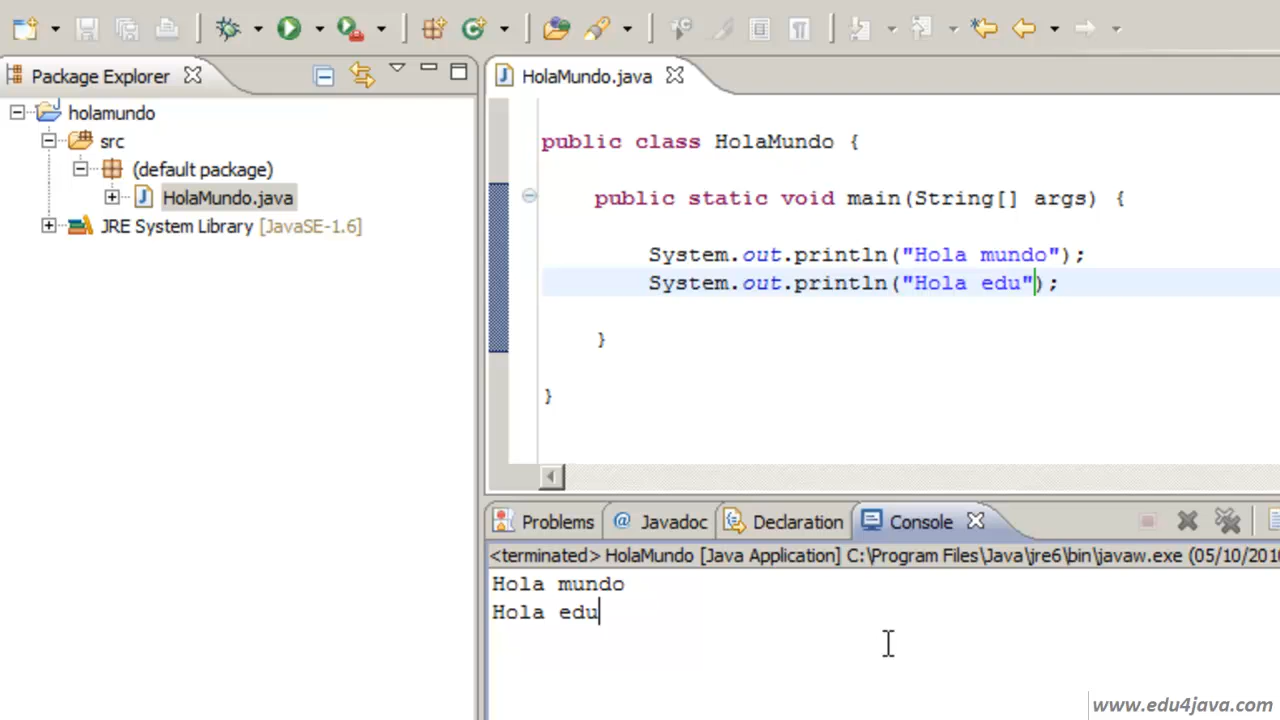 Package Explorer
holamundo
src
(default package)
HolaMundo.java
JRE System Library [JavaSE-1.6]
HolaMundo.java
public class HolaMundo {
public static void main(String[] args) {
System.out.println("Hola mundo");
System.out.println("Hola edu");
}
}
Problems @ Javadoc Declaration Console
<terminated> HolaMundo [Java Application] C:\Program Files\Java\jre6\bin\javaw.exe (05/10/2010
Hola mundo
Hola edu
www.edu4java.com